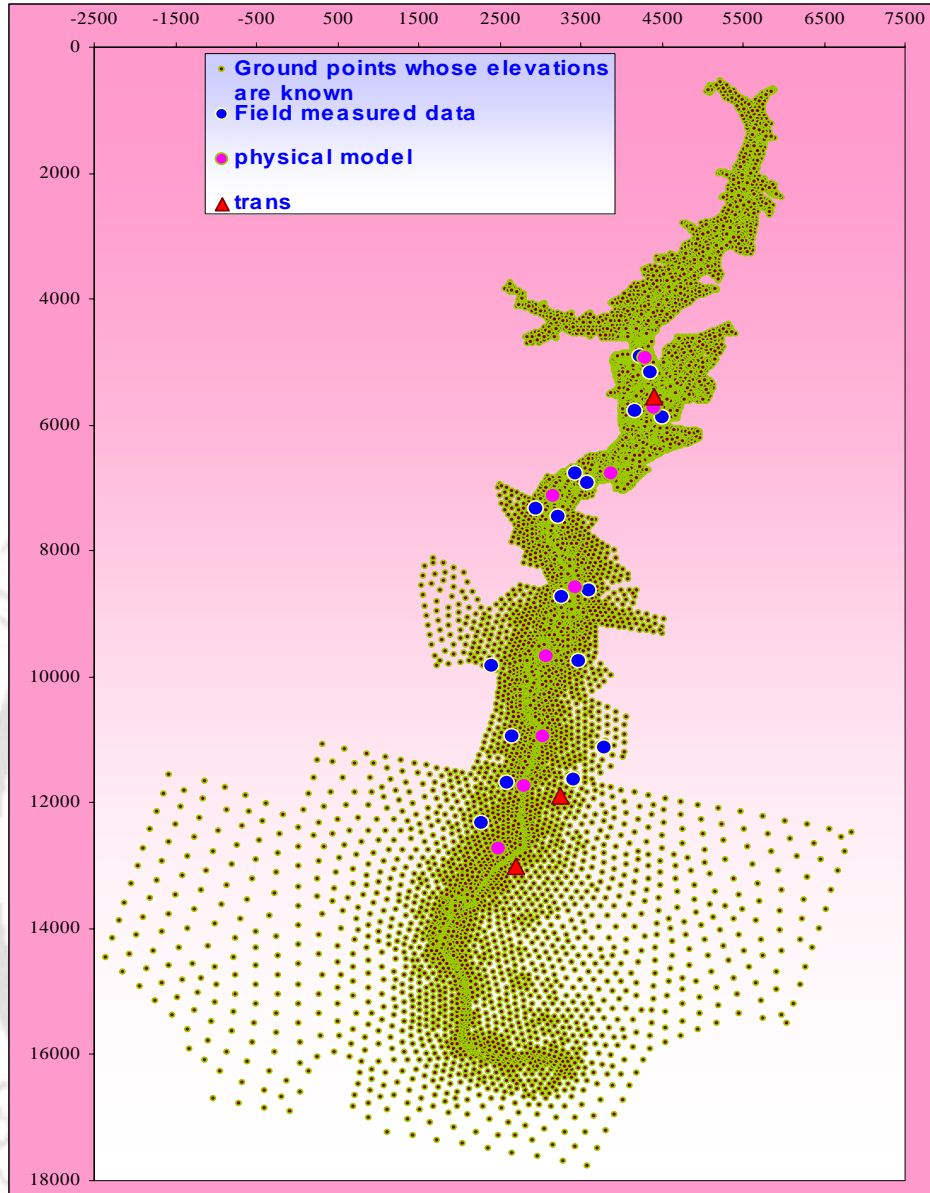 -2500 -1500 -500 500 1500 2500 3500 4500 5500 6500 7500
0
2000
4000
6000
8000
10000
12000
14000
16000
18000
Ground points whose elevations
are known
Field measured data
physical model
trans